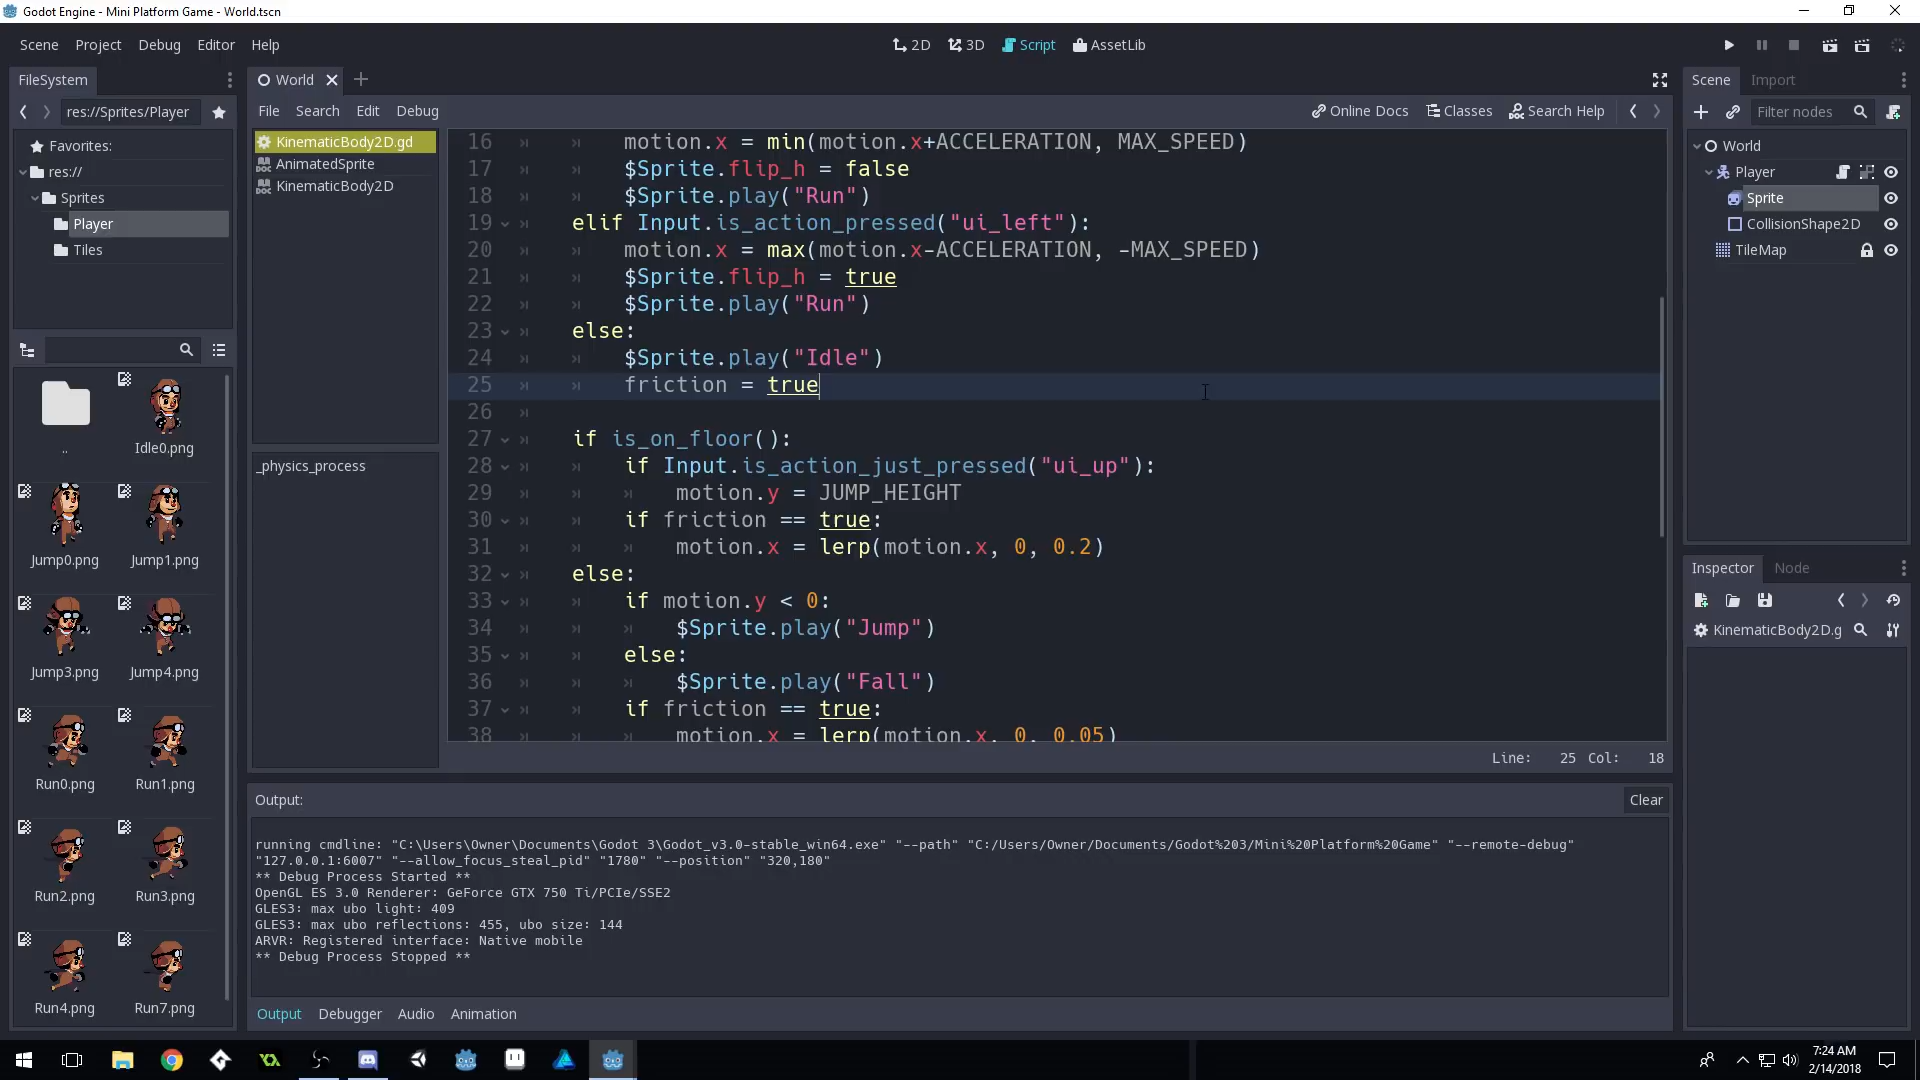 Godot Engine - Mini Platform Game - World.tscn
Scene Project Debug Editor Help
2D 3D Script AssetLib
FileSystem
res://Sprites/Player
Favorites:
res://
Sprites
Player
Tiles
..
Idle0.png
Jump0.png
Jump1.png
Jump3.png
Jump4.png
Run0.png
Run1.png
Run2.png
Run3.png
Run4.png
Run7.png
World
File Search Edit Debug
Online Docs Classes Search Help
KinematicBody2D.gd
AnimatedSprite
KinematicBody2D
_physics_process
16 motion.x = min(motion.x+ACCELERATION, MAX_SPEED)
17 $Sprite.flip_h = false
18 $Sprite.play("Run")
19 elif Input.is_action_pressed("ui_left"):
20 motion.x = max(motion.x-ACCELERATION, -MAX_SPEED)
21 $Sprite.flip_h = true
22 $Sprite.play("Run")
23 else:
24 $Sprite.play("Idle")
25 friction = true
26
27 if is_on_floor():
28 if Input.is_action_just_pressed("ui_up"):
29 motion.y = JUMP_HEIGHT
30 if friction == true:
31 motion.x = lerp(motion.x, 0, 0.2)
32 else:
33 if motion.y < 0:
34 $Sprite.play("Jump")
35 else:
36 $Sprite.play("Fall")
37 if friction == true:
38 motion.x = lerp(motion.x, 0, 0.05)
Line: 25 Col: 18
Output:
Clear
running cmdline: "C:\Users\Owner\Documents\Godot 3\Godot_v3.0-stable_win64.exe" "--path" "C:/Users/Owner/Documents/Godot%203/Mini%20Platform%20Game" "--remote-debug"
"127.0.0.1:6007" "--allow_focus_steal_pid" "1780" "--position" "320,180"
** Debug Process Started **
OpenGL ES 3.0 Renderer: GeForce GTX 750 Ti/PCIe/SSE2
GLES3: max ubo light: 409
GLES3: max ubo reflections: 455, ubo size: 144
ARVR: Registered interface: Native mobile
** Debug Process Stopped **
Output Debugger Audio Animation
Scene Import
Filter nodes
World
Player
Sprite
CollisionShape2D
TileMap
Inspector Node
KinematicBody2D.g
7:24 AM
2/14/2018